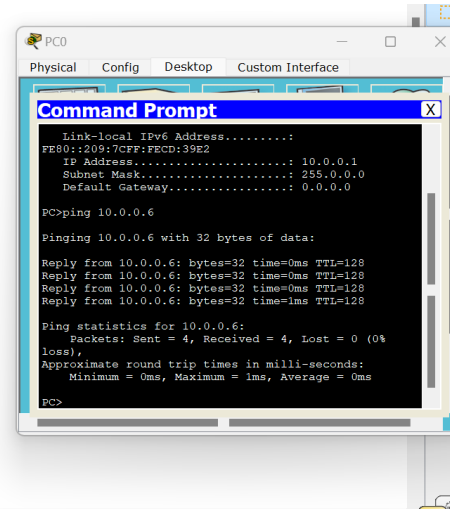 PC0
Physical Config Desktop Custom Interface
Command Prompt X
Link-local IPv6 Address.........:
FE80::209:7CFF:FECD:39E2
IP Address......................: 10.0.0.1
Subnet Mask.....................: 255.0.0.0
Default Gateway.................: 0.0.0.0
PC>ping 10.0.0.6
Pinging 10.0.0.6 with 32 bytes of data:
Reply from 10.0.0.6: bytes=32 time=0ms TTL=128
Reply from 10.0.0.6: bytes=32 time=0ms TTL=128
Reply from 10.0.0.6: bytes=32 time=0ms TTL=128
Reply from 10.0.0.6: bytes=32 time=1ms TTL=128
Ping statistics for 10.0.0.6:
Packets: Sent = 4, Received = 4, Lost = 0 (0%
loss),
Approximate round trip times in milli-seconds:
Minimum = 0ms, Maximum = 1ms, Average = 0ms
PC>